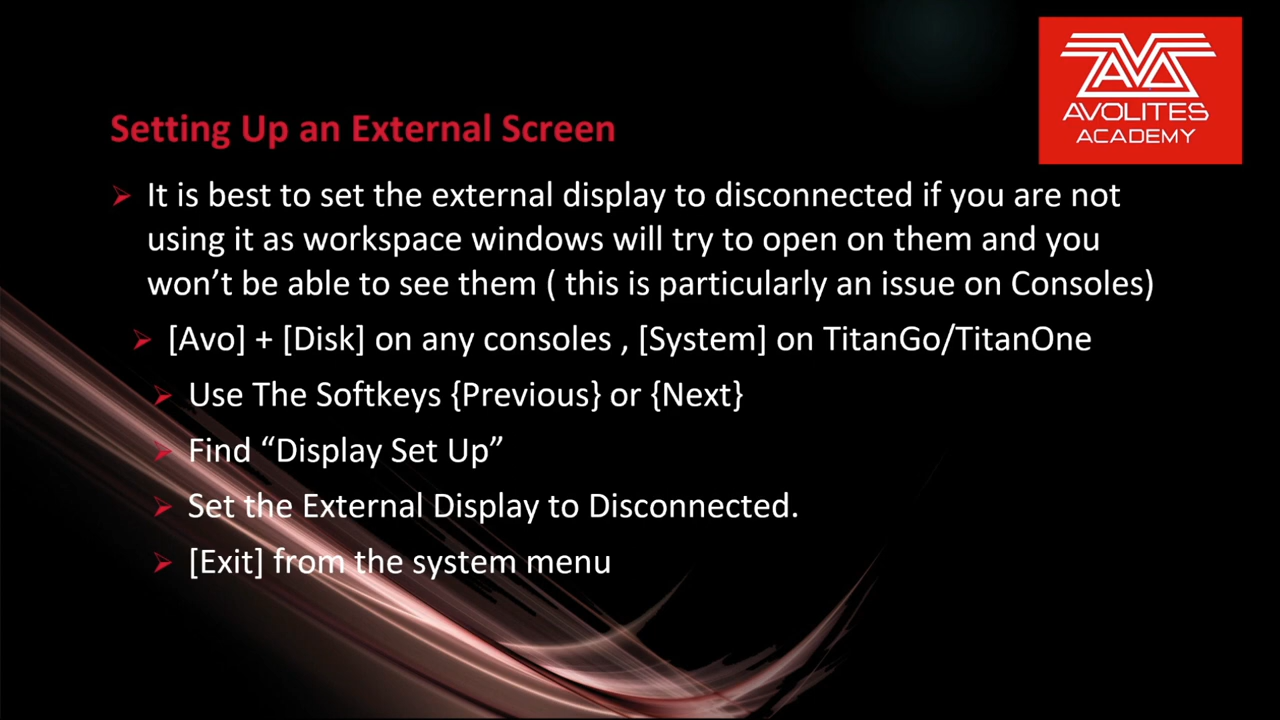 AVO
AVOLITES
ACADEMY
Setting Up an External Screen
It is best to set the external display to disconnected if you are not
using it as workspace windows will try to open on them and you
won’t be able to see them ( this is particularly an issue on Consoles)
[Avo] + [Disk] on any consoles , [System] on TitanGo/TitanOne
Use The Softkeys {Previous} or {Next}
Find “Display Set Up”
Set the External Display to Disconnected.
[Exit] from the system menu